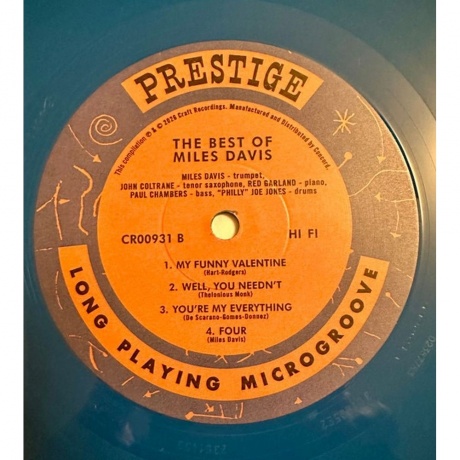 PRESTIGE
This compilation ℗ & © 2025 Craft Recordings. Manufactured and Distributed by Concord.
THE BEST OF
MILES DAVIS
MILES DAVIS - trumpet,
JOHN COLTRANE - tenor saxophone, RED GARLAND - piano,
PAUL CHAMBERS - bass, "PHILLY" JOE JONES - drums
CR00931 B
HI FI
1. MY FUNNY VALENTINE
(Hart-Rodgers)
2. WELL, YOU NEEDN'T
(Thelonious Monk)
3. YOU'RE MY EVERYTHING
(De Scarano-Gomes-Donnez)
4. FOUR
(Miles Davis)
LONG PLAYING MICROGROOVE